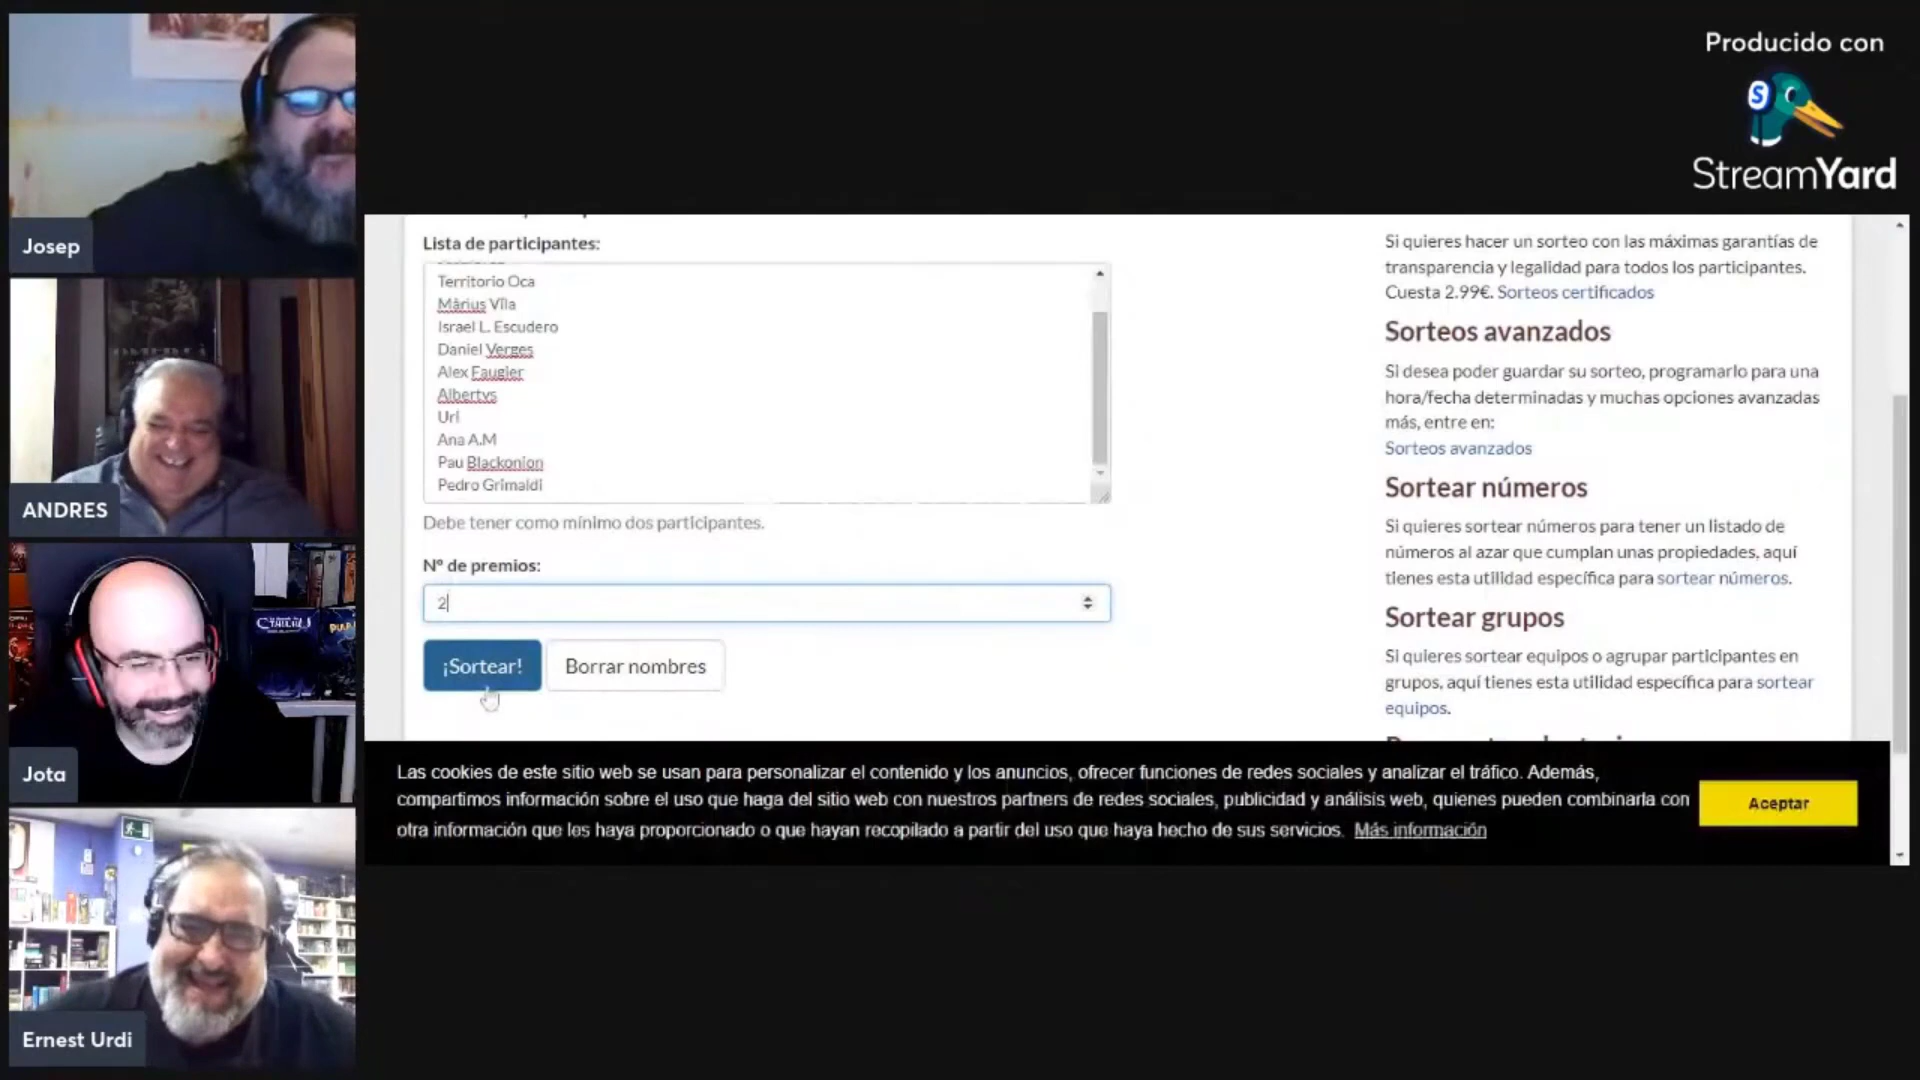 Producido con
StreamYard
Josep
ANDRES
Jota
Ernest Urdi
CTHULHU
Lista de participantes:
Territorio Oca
Màrius Vila
Israel L. Escudero
Daniel Verges
Alex Faugier
Albertvs
Uri
Ana A.M
Pau Blackonion
Pedro Grimaldi
Debe tener como mínimo dos participantes.
Nº de premios:
2
¡Sortear!
Borrar nombres
Si quieres hacer un sorteo con las máximas garantías de
transparencia y legalidad para todos los participantes.
Cuesta 2.99€. Sorteos certificados
Sorteos avanzados
Si desea poder guardar su sorteo, programarlo para una
hora/fecha determinadas y muchas opciones avanzadas
más, entre en:
Sorteos avanzados
Sortear números
Si quieres sortear números para tener un listado de
números al azar que cumplan unas propiedades, aquí
tienes esta utilidad específica para sortear números.
Sortear grupos
Si quieres sortear equipos o agrupar participantes en
grupos, aquí tienes esta utilidad específica para sortear
equipos.
Las cookies de este sitio web se usan para personalizar el contenido y los anuncios, ofrecer funciones de redes sociales y analizar el tráfico. Además,
compartimos información sobre el uso que haga del sitio web con nuestros partners de redes sociales, publicidad y análisis web, quienes pueden combinarla con
otra información que les haya proporcionado o que hayan recopilado a partir del uso que haya hecho de sus servicios. Más información
Aceptar